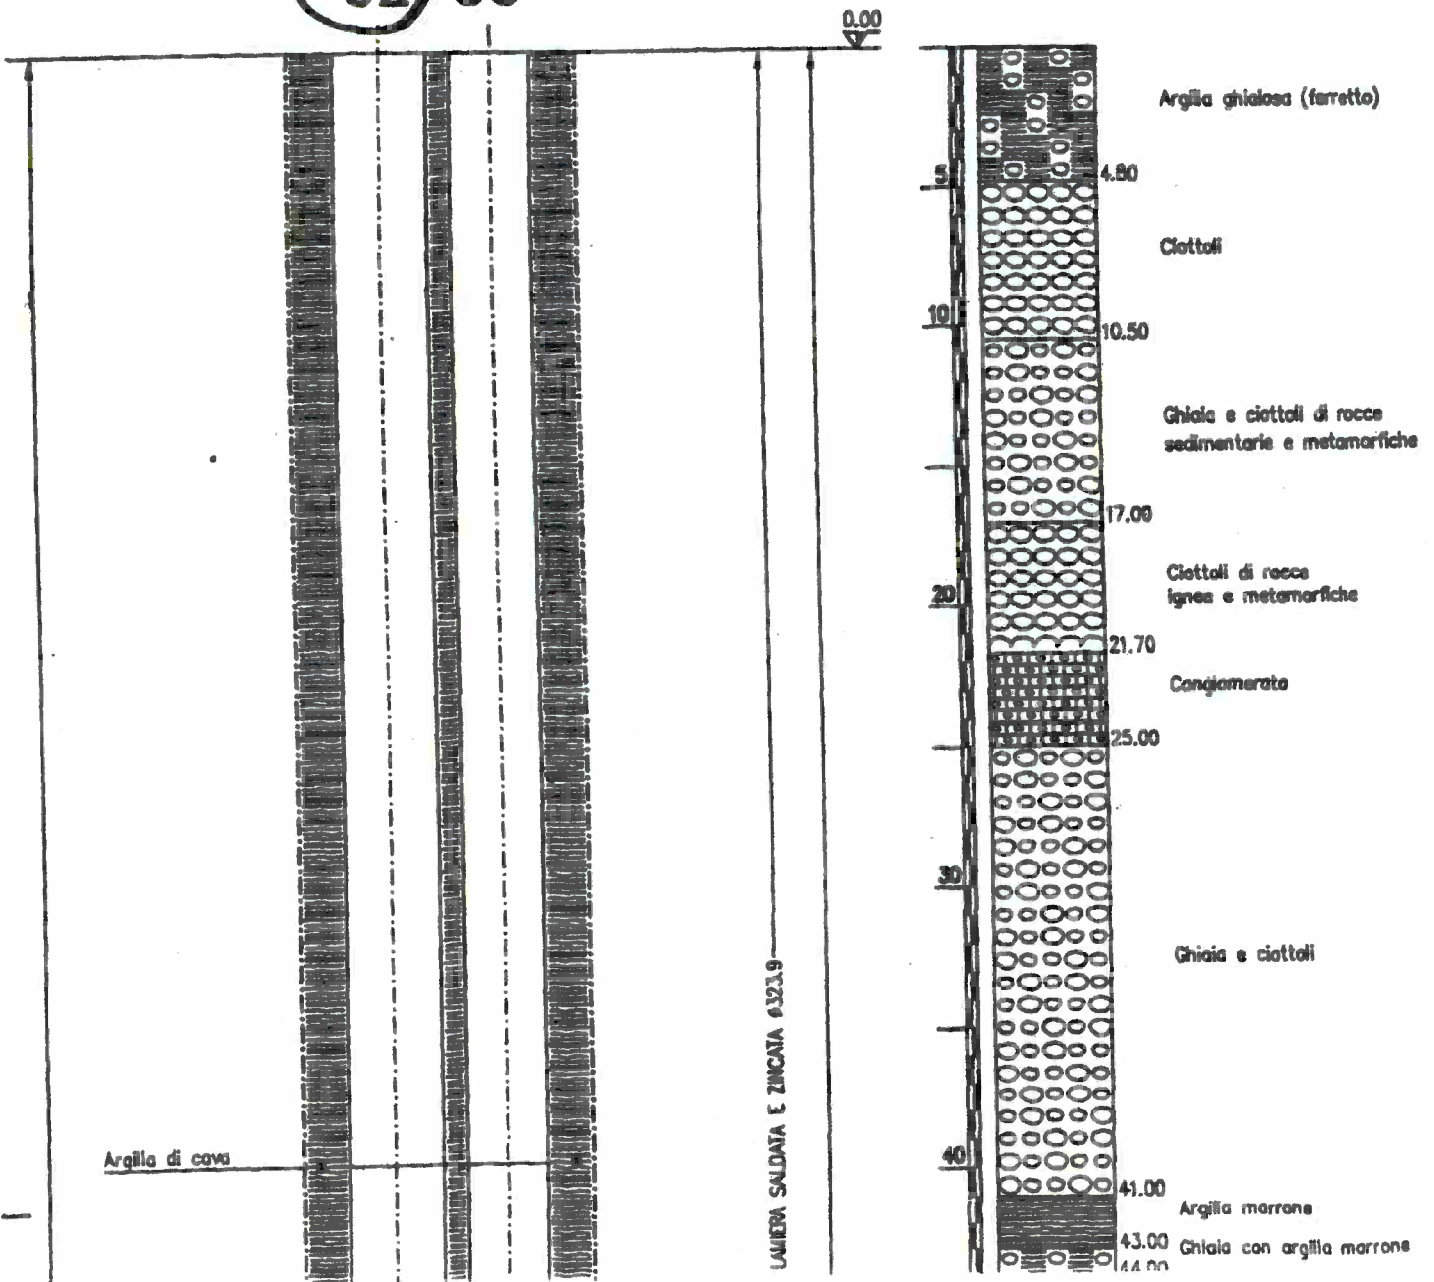 0.00
Argilla ghiaiosa (ferretto)
5
4.80
Ciottoli
10
10.50
Ghiaia e ciottoli di rocce
sedimentarie e metamorfiche
17.00
Ciottoli di rocce
ignee e metamorfiche
20
21.70
Conglomerato
25.00
30
Ghiaia e ciottoli
LAMIERA SALDATA E ZINCATA ø323.9
Argilla di cava
40
41.00
Argilla marrone
43.00
Ghiaia con argilla marrone
44.00